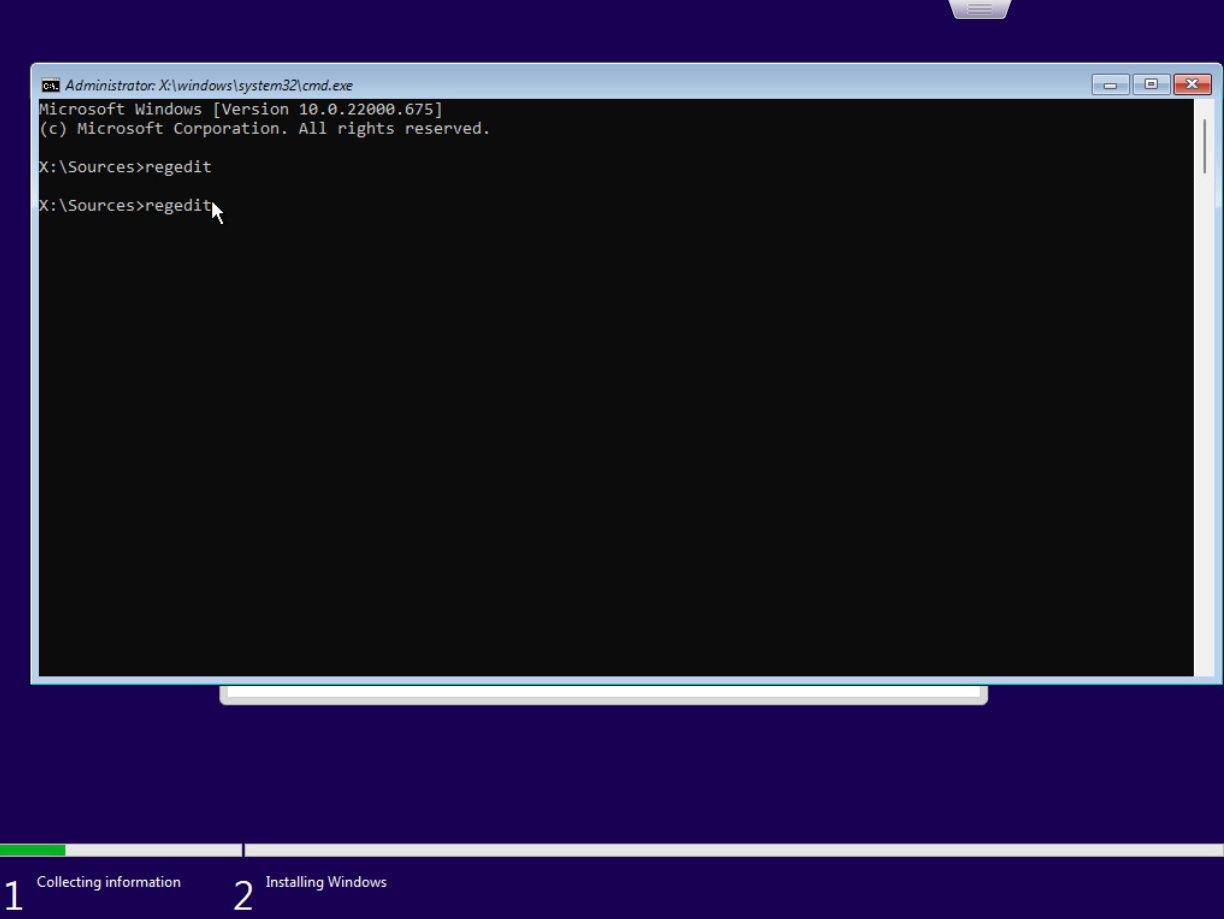 Administrator: X:\windows\system32\cmd.exe
Microsoft Windows [Version 10.0.22000.675]
(c) Microsoft Corporation. All rights reserved.
X:\Sources>regedit
X:\Sources>regedit
1 Collecting information
2 Installing Windows